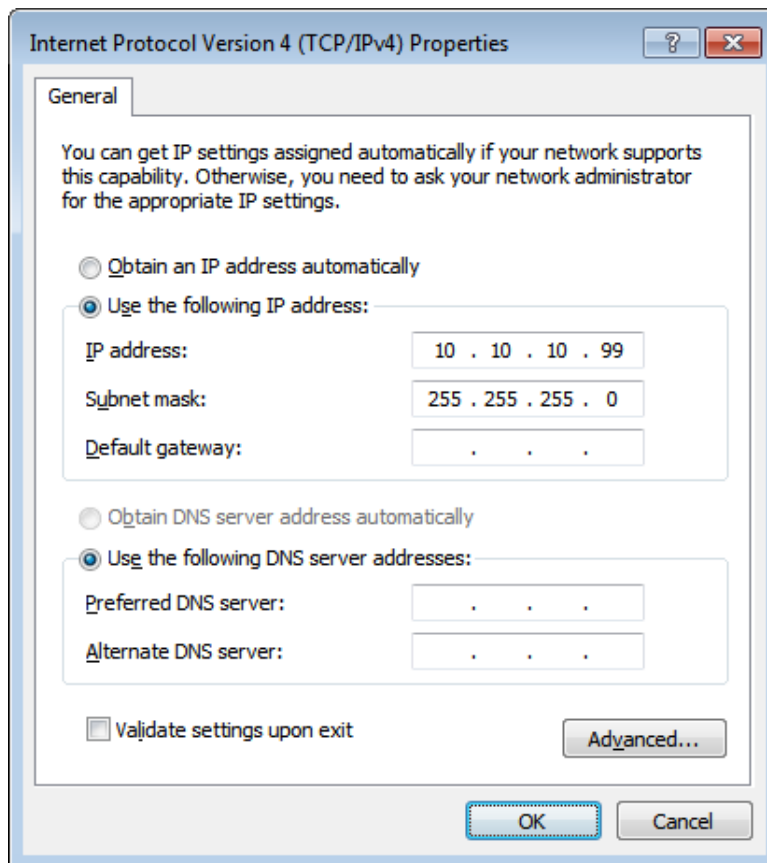 Internet Protocol Version 4 (TCP/IPv4) Properties
General
You can get IP settings assigned automatically if your network supports
this capability. Otherwise, you need to ask your network administrator
for the appropriate IP settings.
Obtain an IP address automatically
Use the following IP address:
IP address: 10 . 10 . 10 . 99
Subnet mask: 255 . 255 . 255 . 0
Default gateway: . . .
Obtain DNS server address automatically
Use the following DNS server addresses:
Preferred DNS server: . . .
Alternate DNS server: . . .
Validate settings upon exit
Advanced...
OK Cancel